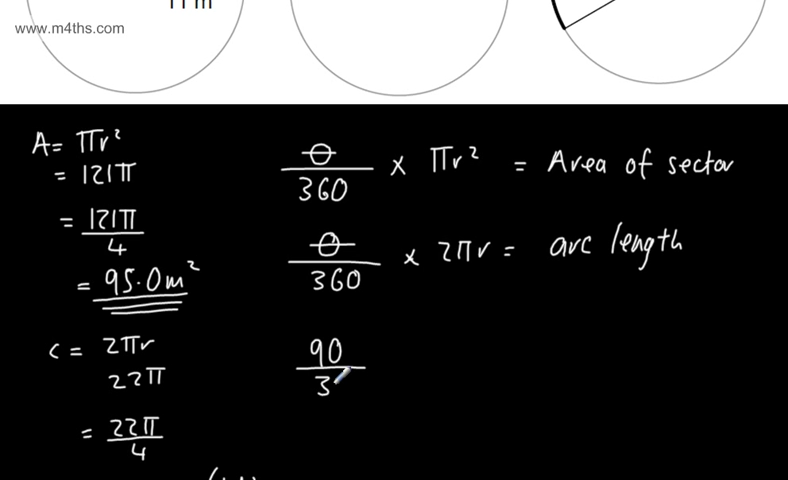 11 m
www.m4ths.com
A = πr²
= 121π
= 121π
4
= 95.0m²
C = 2πr
22π
= 22π
4
θ
360
× πr² = Area of sector
θ
360
× 2πr = arc length
90
3